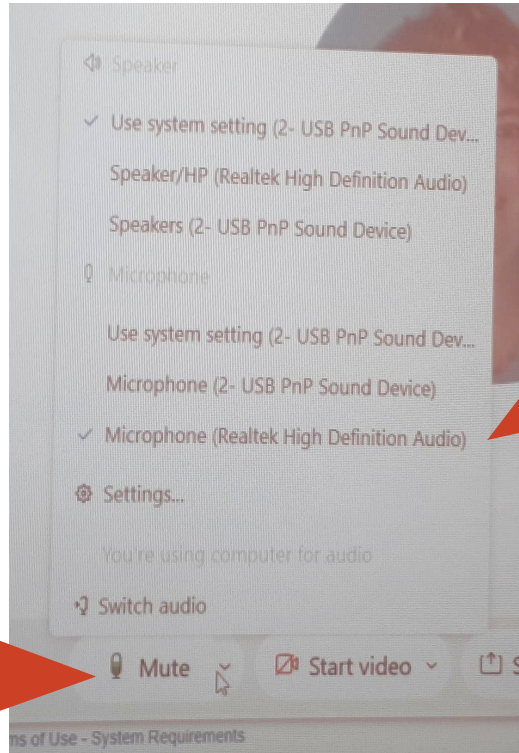 Speaker
Use system setting (2- USB PnP Sound Dev...
Speaker/HP (Realtek High Definition Audio)
Speakers (2- USB PnP Sound Device)
Microphone
Use system setting (2- USB PnP Sound Dev...
Microphone (2- USB PnP Sound Device)
Microphone (Realtek High Definition Audio)
Settings...
You're using computer for audio
Switch audio
Mute
Start video
S
ms of Use - System Requirements